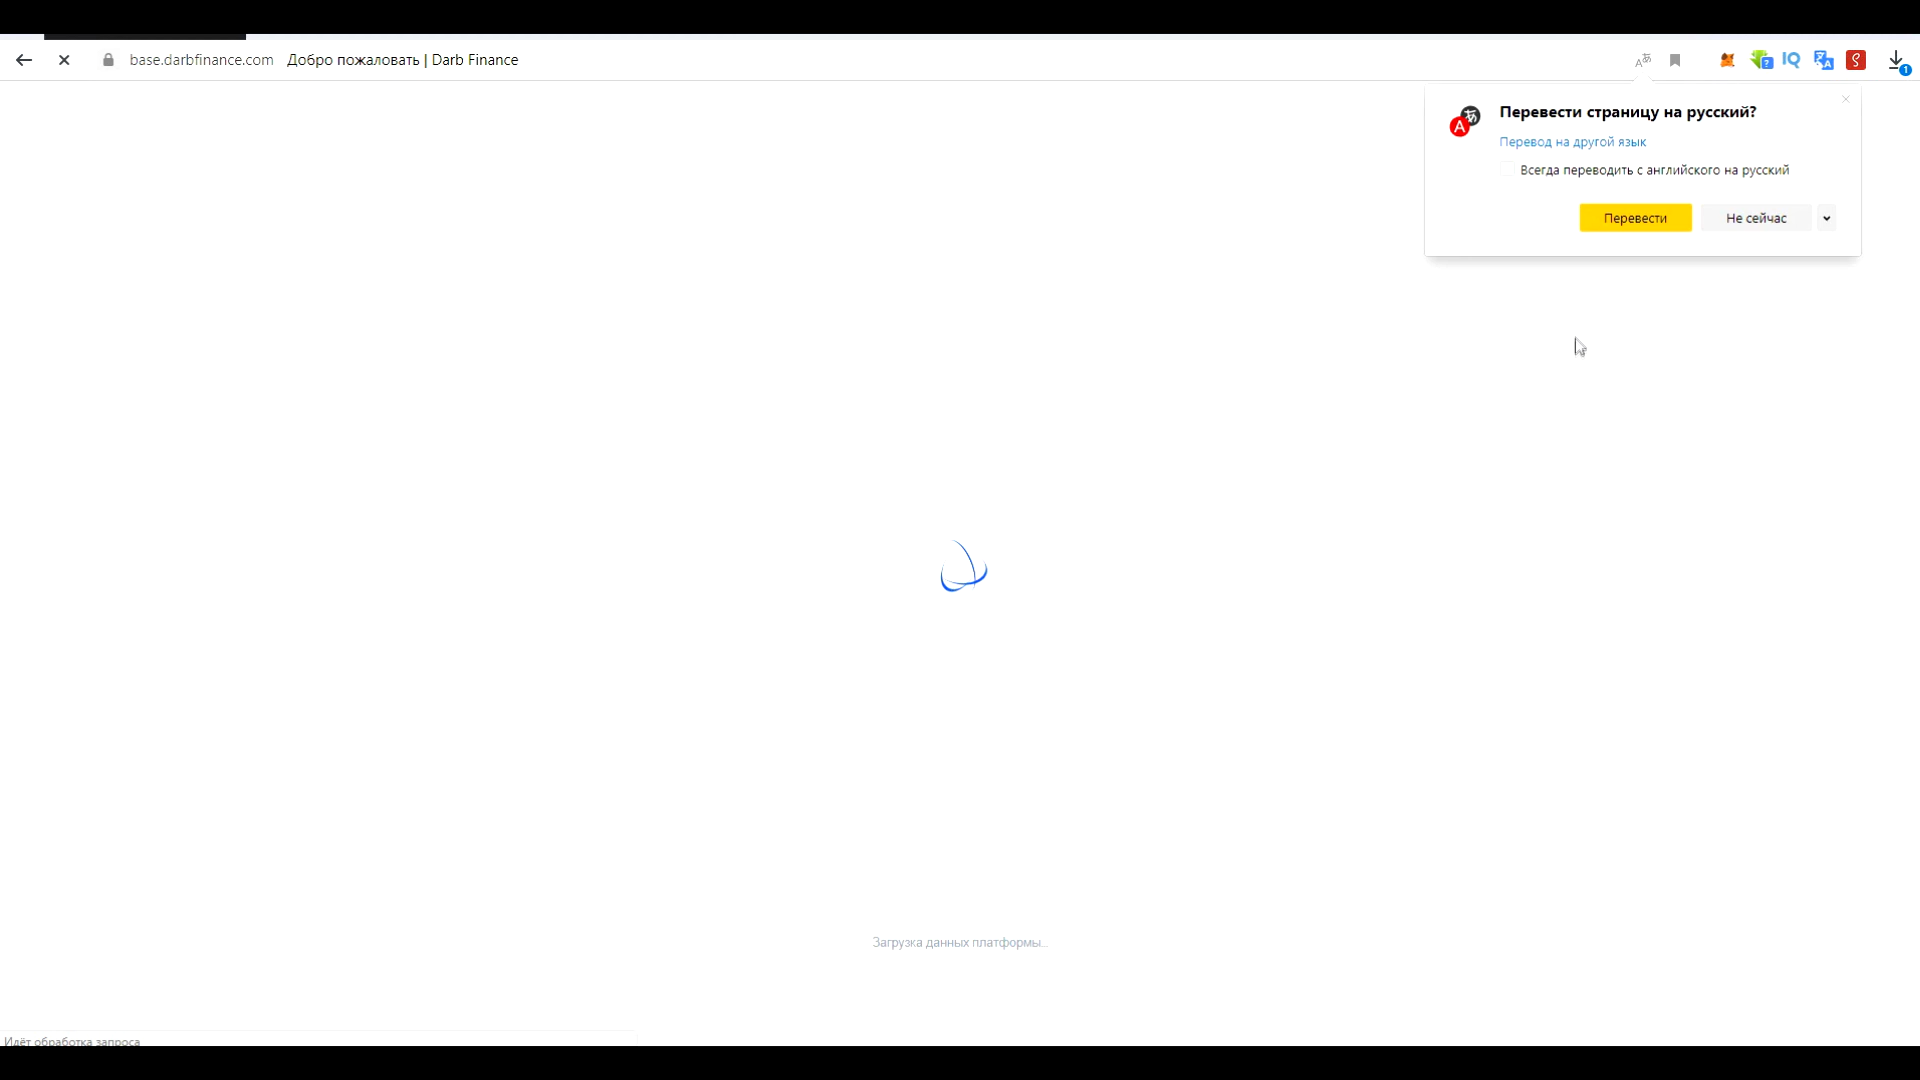 base.darbfinance.com Добро пожаловать | Darb Finance
IQ
1
Перевести страницу на русский?
Перевод на другой язык
Всегда переводить с английского на русский
Перевести Не сейчас
Загрузка данных платформы...
Идёт обработка запроса